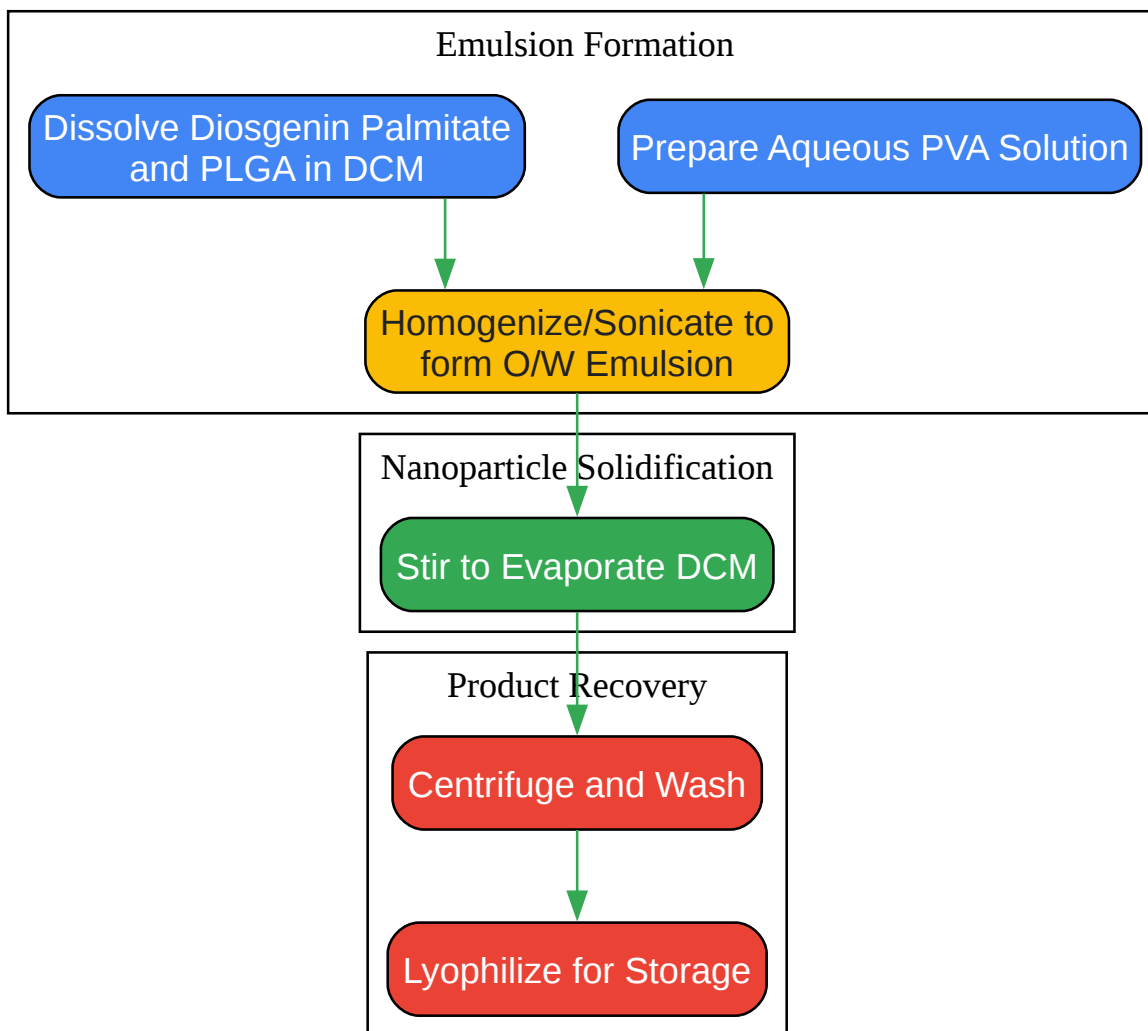 Emulsion Formation
Dissolve Diosgenin Palmitate
and PLGA in DCM
Prepare Aqueous PVA Solution
Homogenize/Sonicate to
form O/W Emulsion
Nanoparticle Solidification
Stir to Evaporate DCM
Product Recovery
Centrifuge and Wash
Lyophilize for Storage